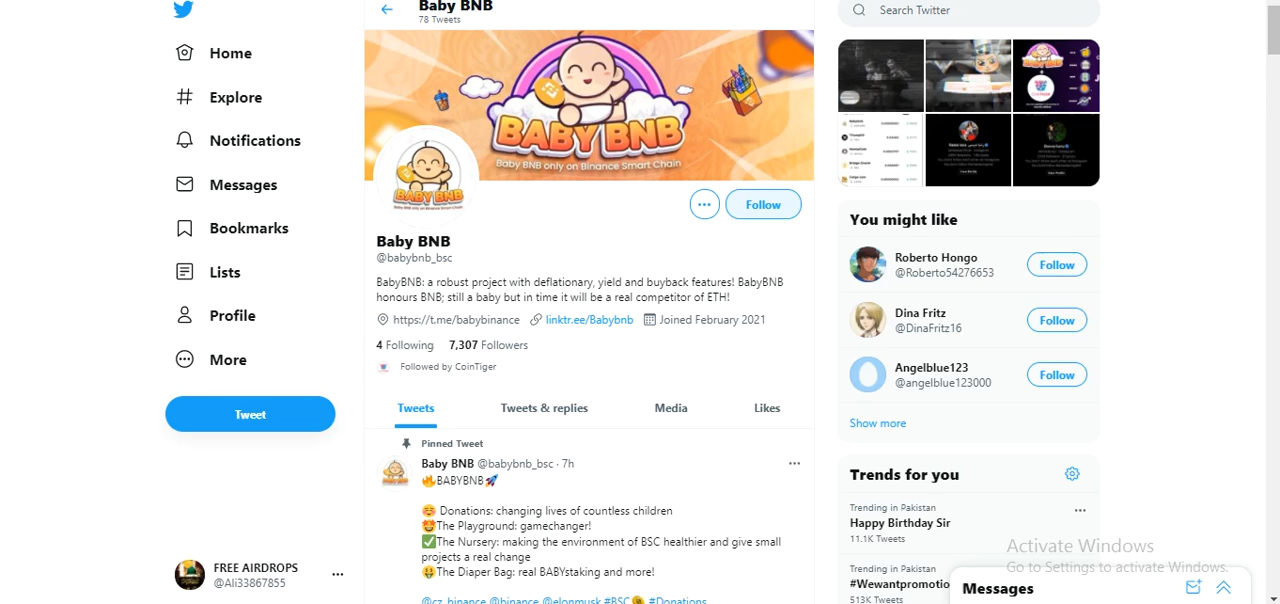 Home
Explore
Notifications
Messages
Bookmarks
Lists
Profile
More
Tweet
FREE AIRDROPS
@Ali33867855
Baby BNB
78 Tweets
BABY BNB
Baby BNB only on Binance Smart Chain
BABY BNB
Follow
Baby BNB
@babybnb_bsc
BabyBNB: a robust project with deflationary, yield and buyback features! BabyBNB
honours BNB; still a baby but in time it will be a real competitor of ETH!
https://t.me/babybinance linktr.ee/Babybnb Joined February 2021
4 Following 7,307 Followers
Followed by CoinTiger
Tweets Tweets & replies Media Likes
Pinned Tweet
Baby BNB @babybnb_bsc · 7h
🔥BABYBNB🚀
😊 Donations: changing lives of countless children
🤩The Playground: gamechanger!
✅The Nursery: making the environment of BSC healthier and give small
projects a real change
🤑The Diaper Bag: real BABYstaking and more!
@cz_binance @binance @elonmusk #BSC #Donations
Search Twitter
You might like
Roberto Hongo
@Roberto54276653
Follow
Dina Fritz
@DinaFritz16
Follow
Angelblue123
@angelblue123000
Follow
Show more
Trends for you
Trending in Pakistan
Happy Birthday Sir
11.1K Tweets
Trending in Pakistan
#Wewantpromotio
513K Tweets
Activate Windows
Go to Settings to activate Windows.
Messages